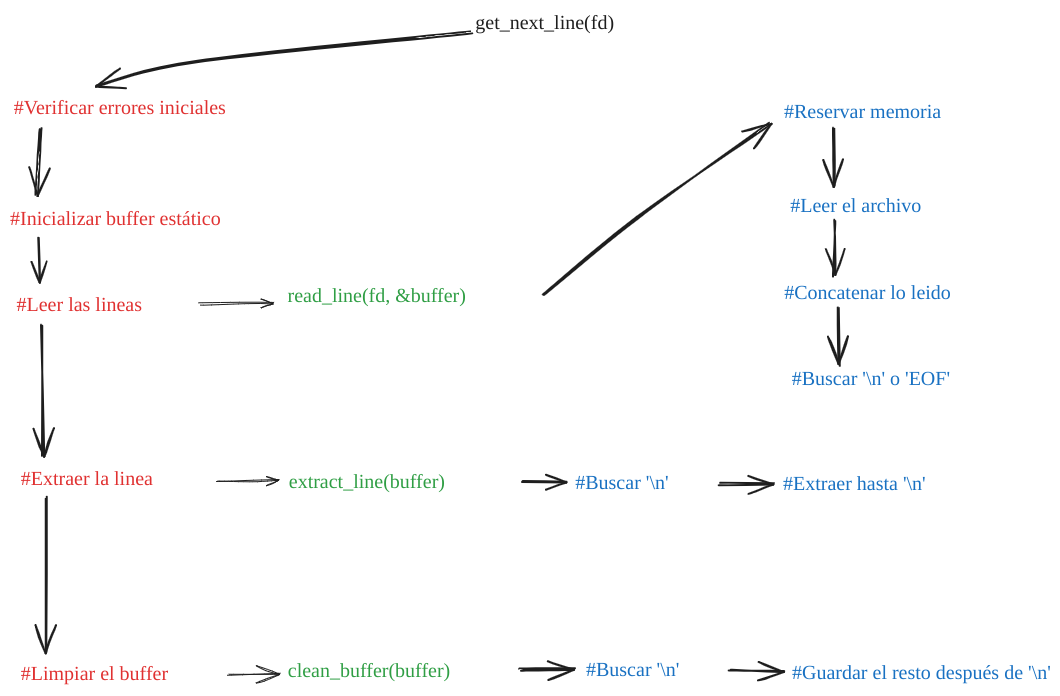 get_next_line(fd)
#Verificar errores iniciales
#Inicializar buffer estático
#Leer las lineas
read_line(fd, &buffer)
#Reservar memoria
#Leer el archivo
#Concatenar lo leido
#Buscar '\n' o 'EOF'
#Extraer la linea
extract_line(buffer)
#Buscar '\n'
#Extraer hasta '\n'
#Limpiar el buffer
clean_buffer(buffer)
#Buscar '\n'
#Guardar el resto después de '\n'